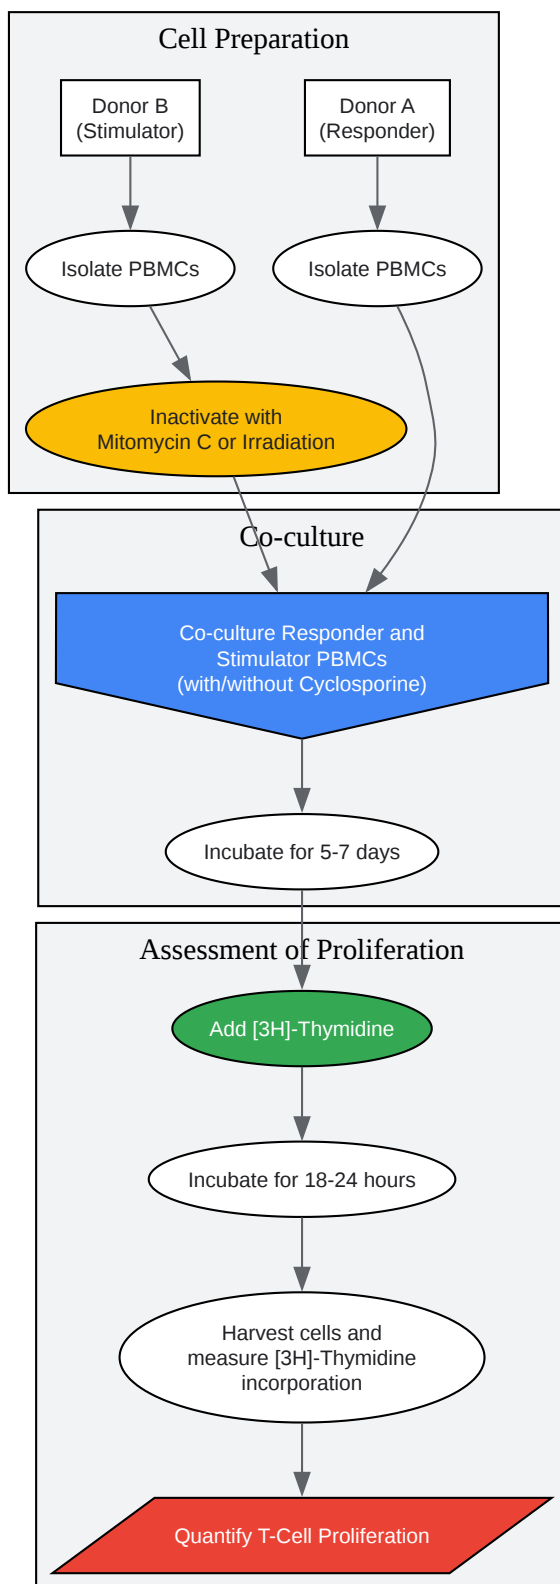 Cell Preparation
Donor B
(Stimulator)
Donor A
(Responder)
Isolate PBMCs
Isolate PBMCs
Inactivate with
Mitomycin C or Irradiation
Co-culture
Co-culture Responder and
Stimulator PBMCs
(with/without Cyclosporine)
Incubate for 5-7 days
Assessment of Proliferation
Add [3H]-Thymidine
Incubate for 18-24 hours
Harvest cells and
measure [3H]-Thymidine
incorporation
Quantify T-Cell Proliferation